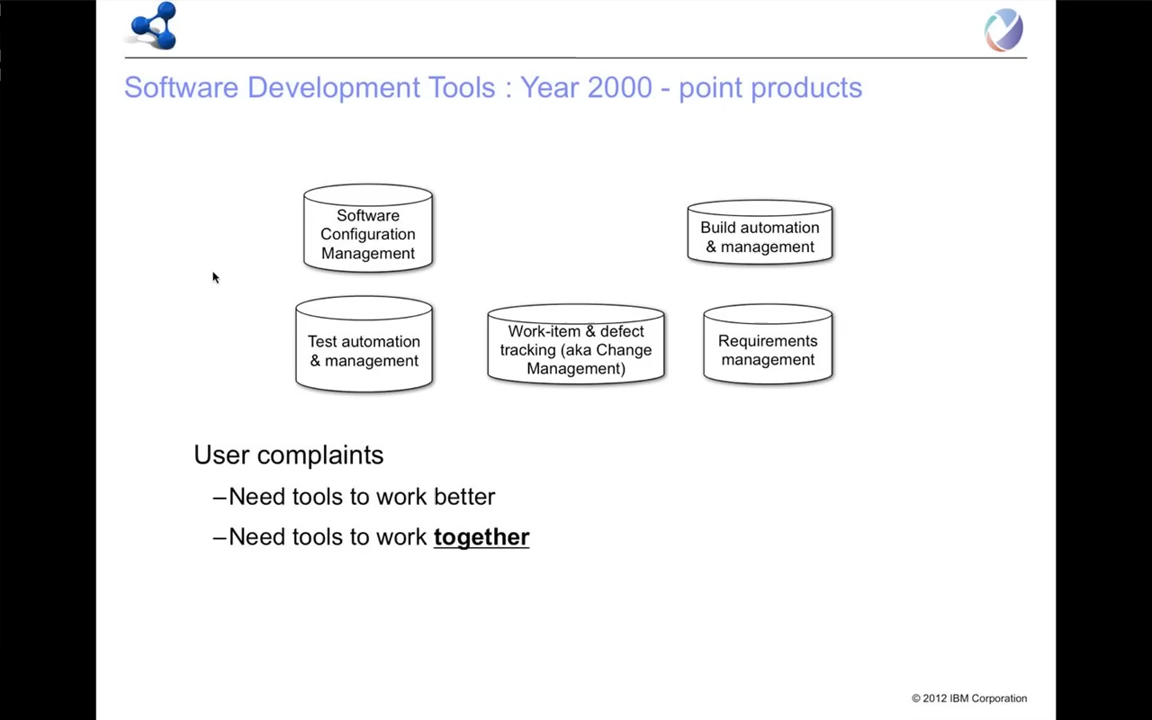 Software Development Tools : Year 2000 - point products
Software
Configuration
Management
Build automation
& management
Test automation
& management
Work-item & defect
tracking (aka Change
Management)
Requirements
management
User complaints
–Need tools to work better
–Need tools to work together
© 2012 IBM Corporation